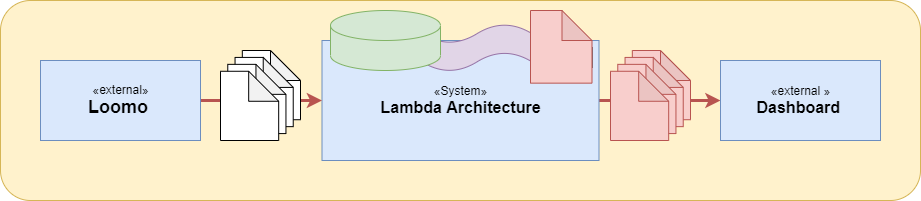 «external»
Loomo
«System»
Lambda Architecture
«external »
Dashboard